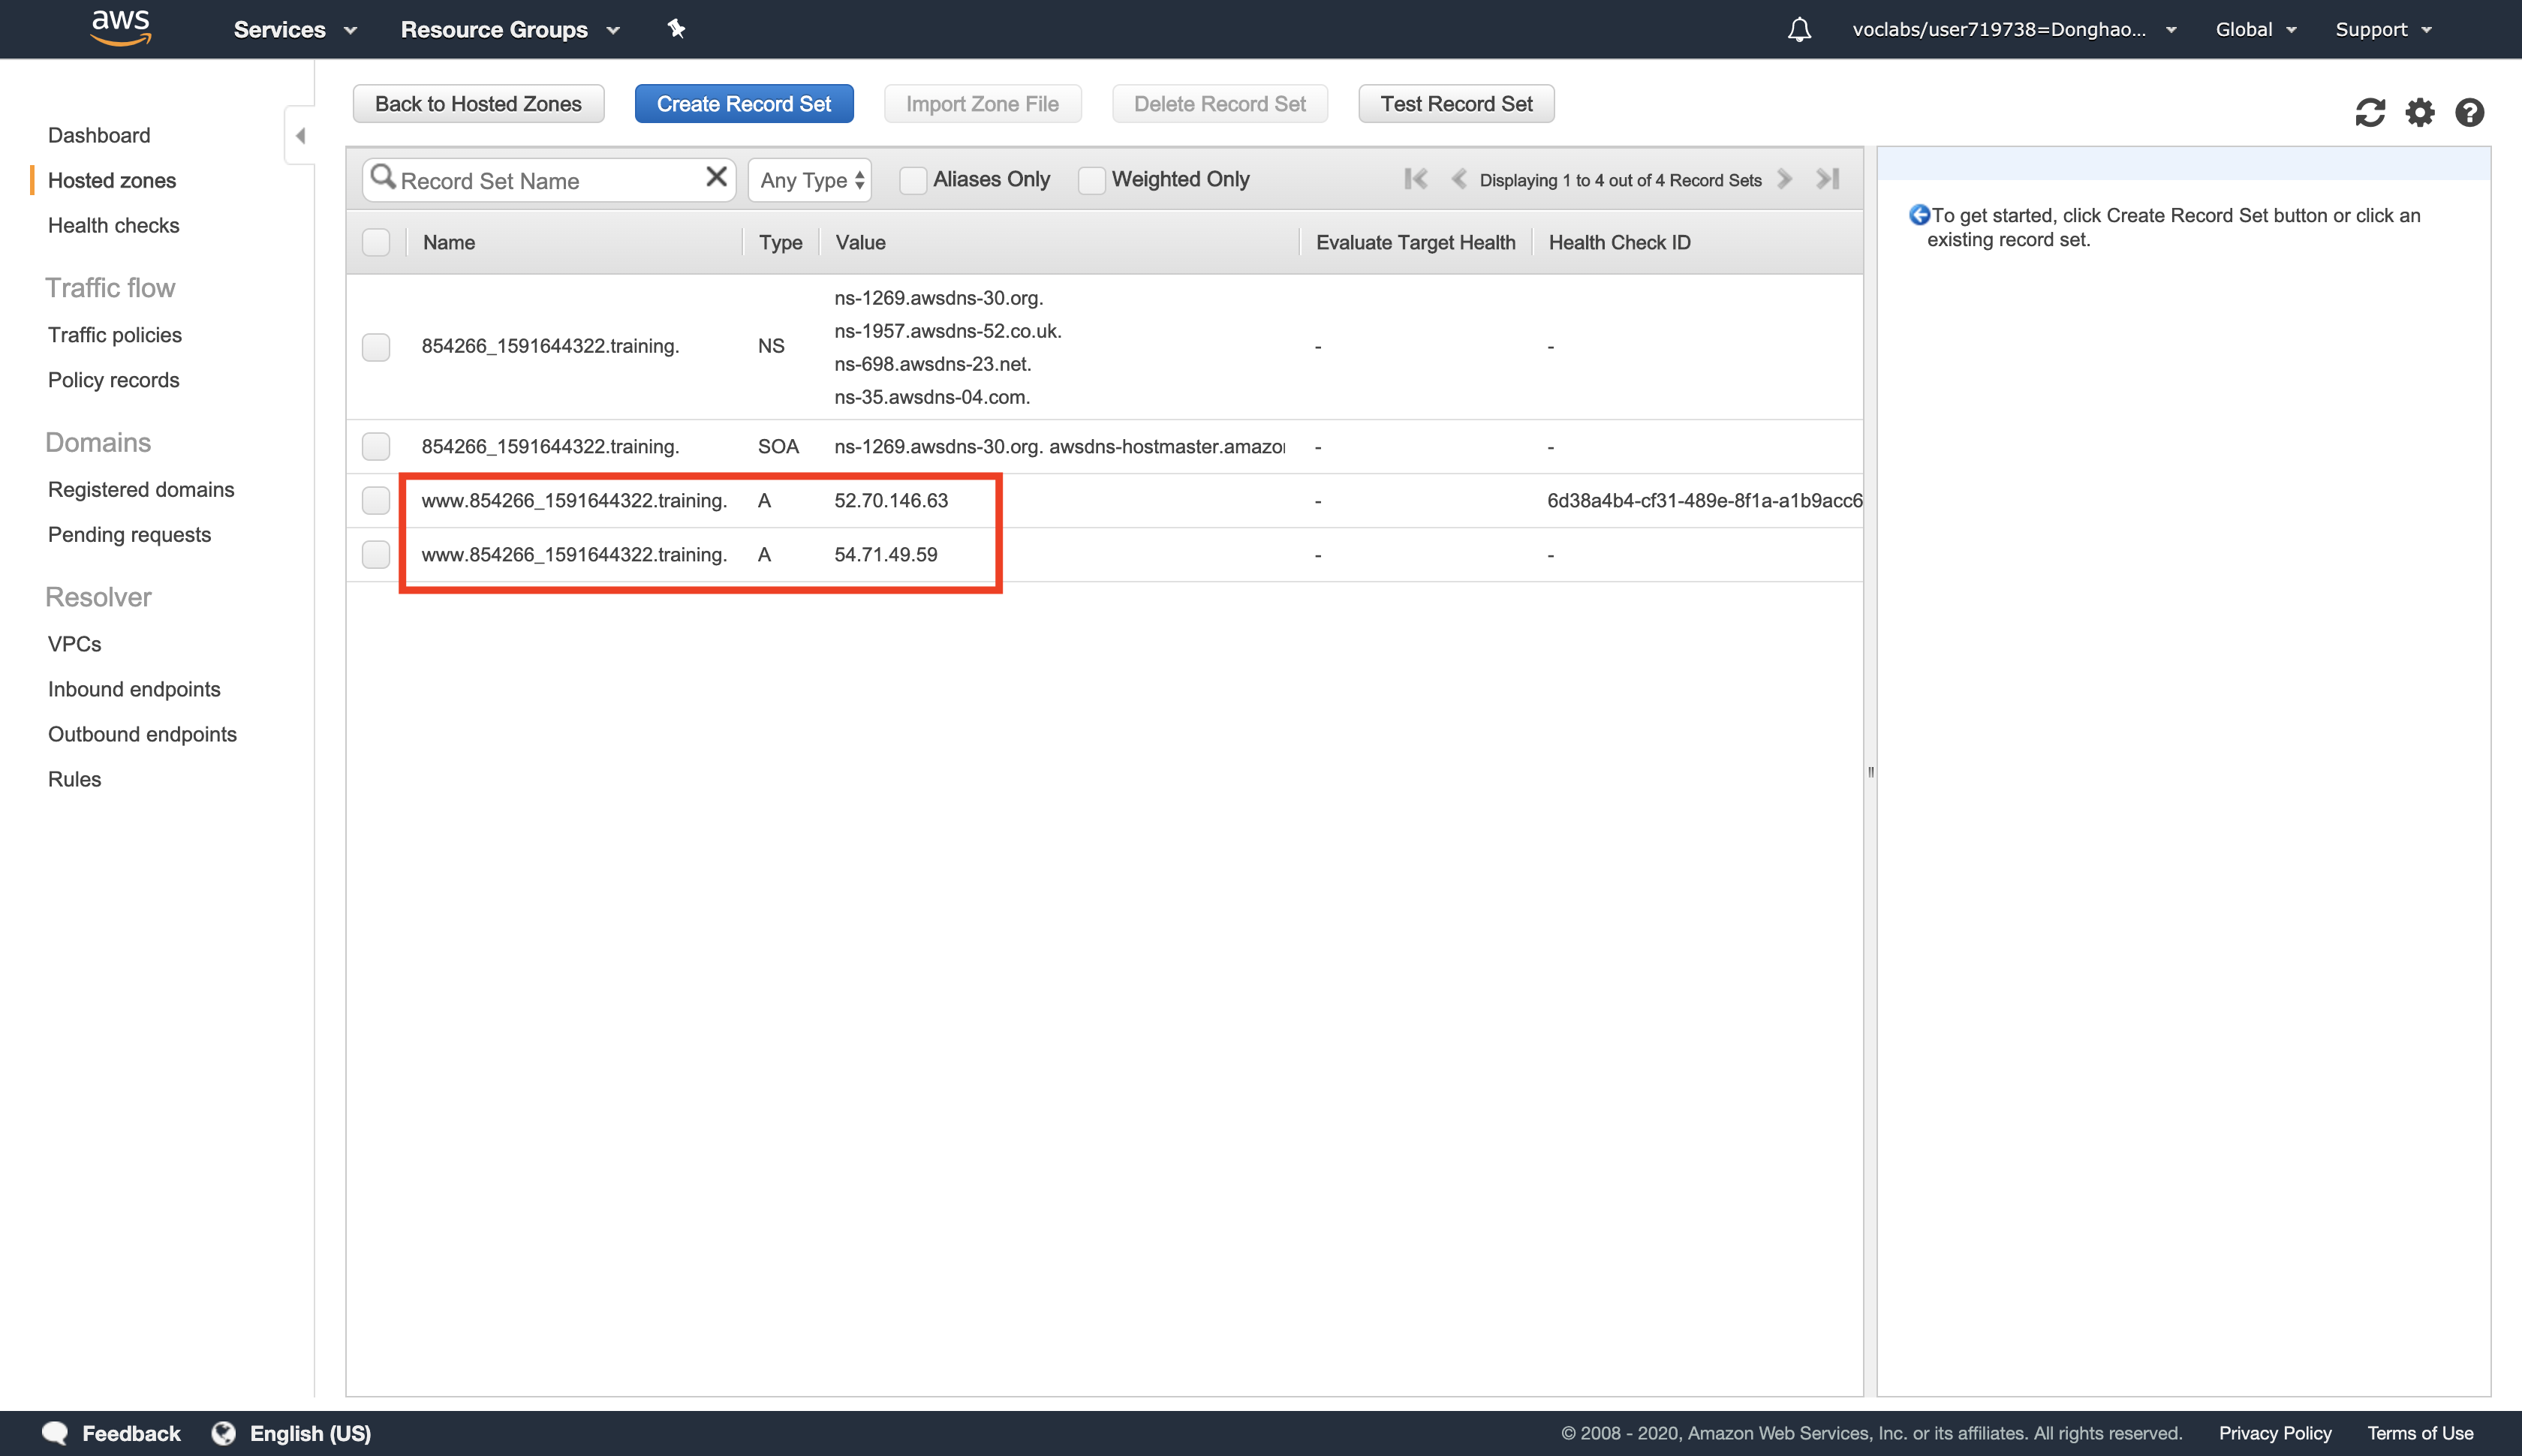 aws Services Resource Groups voclabs/user719738=Donghao... Global Support
Back to Hosted Zones Create Record Set Import Zone File Delete Record Set Test Record Set
Dashboard
Hosted zones
Health checks
Traffic flow
Traffic policies
Policy records
Domains
Registered domains
Pending requests
Resolver
VPCs
Inbound endpoints
Outbound endpoints
Rules
Record Set Name Any Type Aliases Only Weighted Only Displaying 1 to 4 out of 4 Record Sets
Name Type Value Evaluate Target Health Health Check ID
ns-1269.awsdns-30.org.
ns-1957.awsdns-52.co.uk.
854266_1591644322.training. NS - -
ns-698.awsdns-23.net.
ns-35.awsdns-04.com.
854266_1591644322.training. SOA ns-1269.awsdns-30.org. awsdns-hostmaster.amazo - -
www.854266_1591644322.training. A 52.70.146.63 - 6d38a4b4-cf31-489e-8f1a-a1b9acc6
www.854266_1591644322.training. A 54.71.49.59 - -
To get started, click Create Record Set button or click an
existing record set.
Feedback English (US) © 2008 - 2020, Amazon Web Services, Inc. or its affiliates. All rights reserved. Privacy Policy Terms of Use